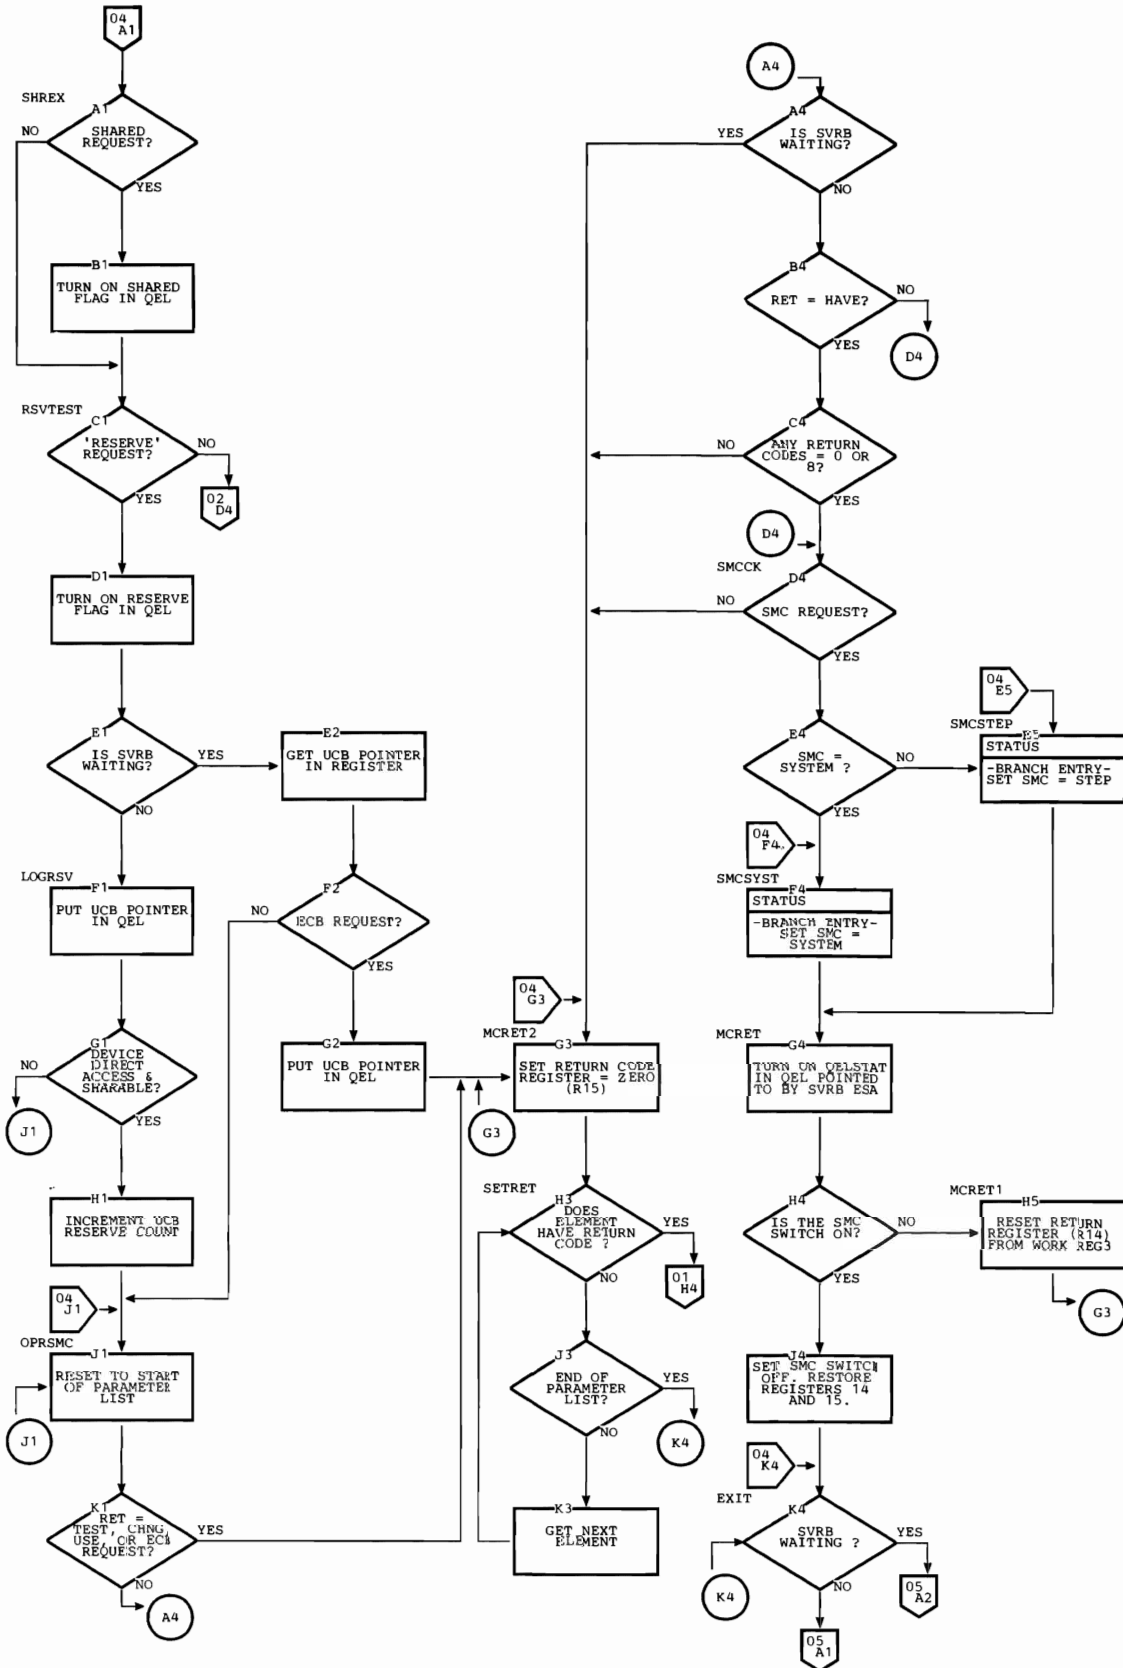 04
A1
SHREX
A1
SHARED
REQUEST?
NO
YES
B1
TURN ON SHARED
FLAG IN QEL
RSVTEST
C1
'RESERVE'
REQUEST?
NO
YES
02
D4
D1
TURN ON RESERVE
FLAG IN QEL
E1
IS SVRB
WAITING?
YES
NO
E2
GET UCB POINTER
IN REGISTER
LOGRSV
F1
PUT UCB POINTER
IN QEL
F2
ECB REQUEST?
NO
YES
G1
DEVICE
DIRECT
ACCESS &
SHARABLE?
NO
YES
J1
G2
PUT UCB POINTER
IN QEL
H1
INCREMENT UCB
RESERVE COUNT
04
J1
OPRSMC
J1
RESET TO START
OF PARAMETER
LIST
J1
K1
RET =
TEST, CHNG,
USE, OR ECB
REQUEST?
YES
NO
A4
04
G3
MCRET2
G3
SET RETURN CODE
REGISTER = ZERO
(R15)
G3
SETRET
H3
DOES
ELEMENT
HAVE RETURN
CODE ?
YES
NO
01
H4
J3
END OF
PARAMETER
LIST?
YES
NO
K4
K3
GET NEXT
ELEMENT
A4
A4
IS SVRB
WAITING?
YES
NO
B4
RET = HAVE?
NO
YES
D4
C4
ANY RETURN
CODES = 0 OR
8?
NO
YES
D4
SMCCK
D4
SMC REQUEST?
NO
YES
04
E5
SMCSTEP
E4
SMC =
SYSTEM ?
NO
YES
E5
STATUS
-BRANCH ENTRY-
SET SMC = STEP
04
F4
SMCSYST
F4
STATUS
-BRANCH ENTRY-
SET SMC =
SYSTEM
MCRET
G4
TURN ON QELSTAT
IN QEL POINTED
TO BY SVRB ESA
H4
IS THE SMC
SWITCH ON?
NO
YES
MCRET1
H5
RESET RETURN
REGISTER (R14)
FROM WORK REG3
G3
J4
SET SMC SWITCH
OFF. RESTORE
REGISTERS 14
AND 15.
04
K4
EXIT
K4
SVRB
WAITING ?
YES
NO
K4
05
A2
05
A1